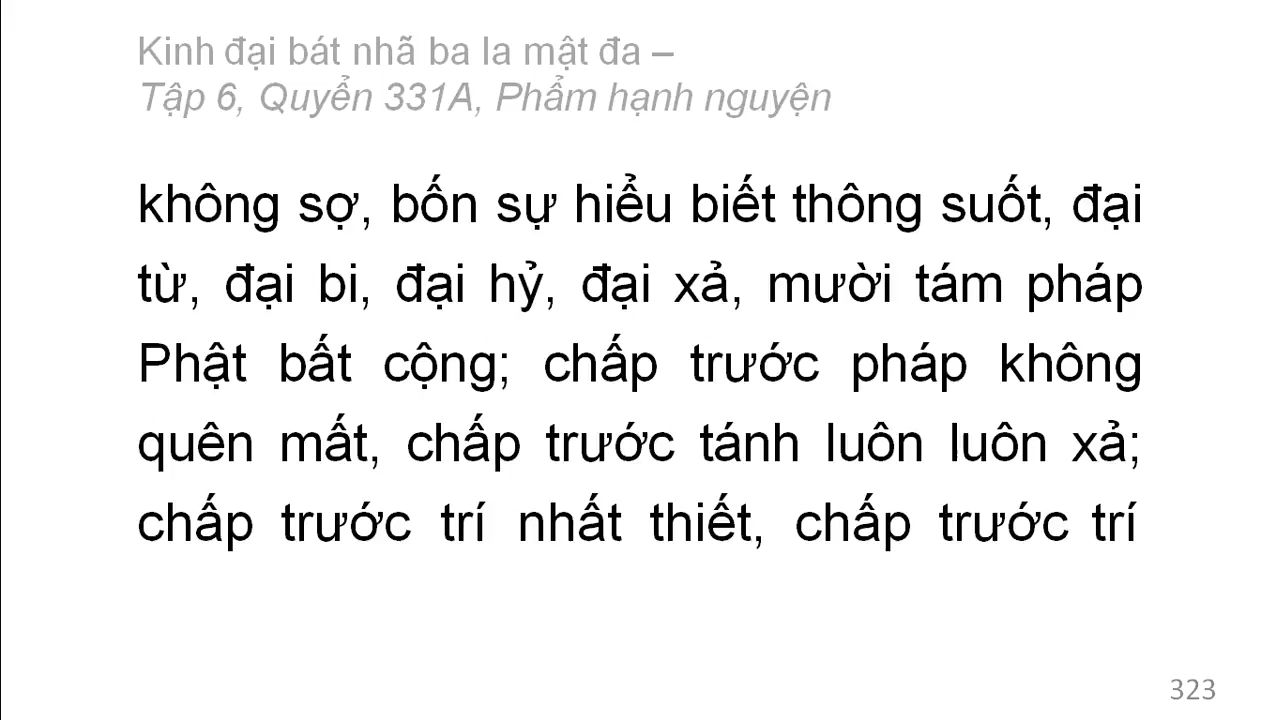 Kinh đại bát nhã ba la mật đa –
Tập 6, Quyển 331A, Phẩm hạnh nguyện
không sợ, bốn sự hiểu biết thông suốt, đại
từ, đại bi, đại hỷ, đại xả, mười tám pháp
Phật bất cộng; chấp trước pháp không
quên mất, chấp trước tánh luôn luôn xả;
chấp trước trí nhất thiết, chấp trước trí
323